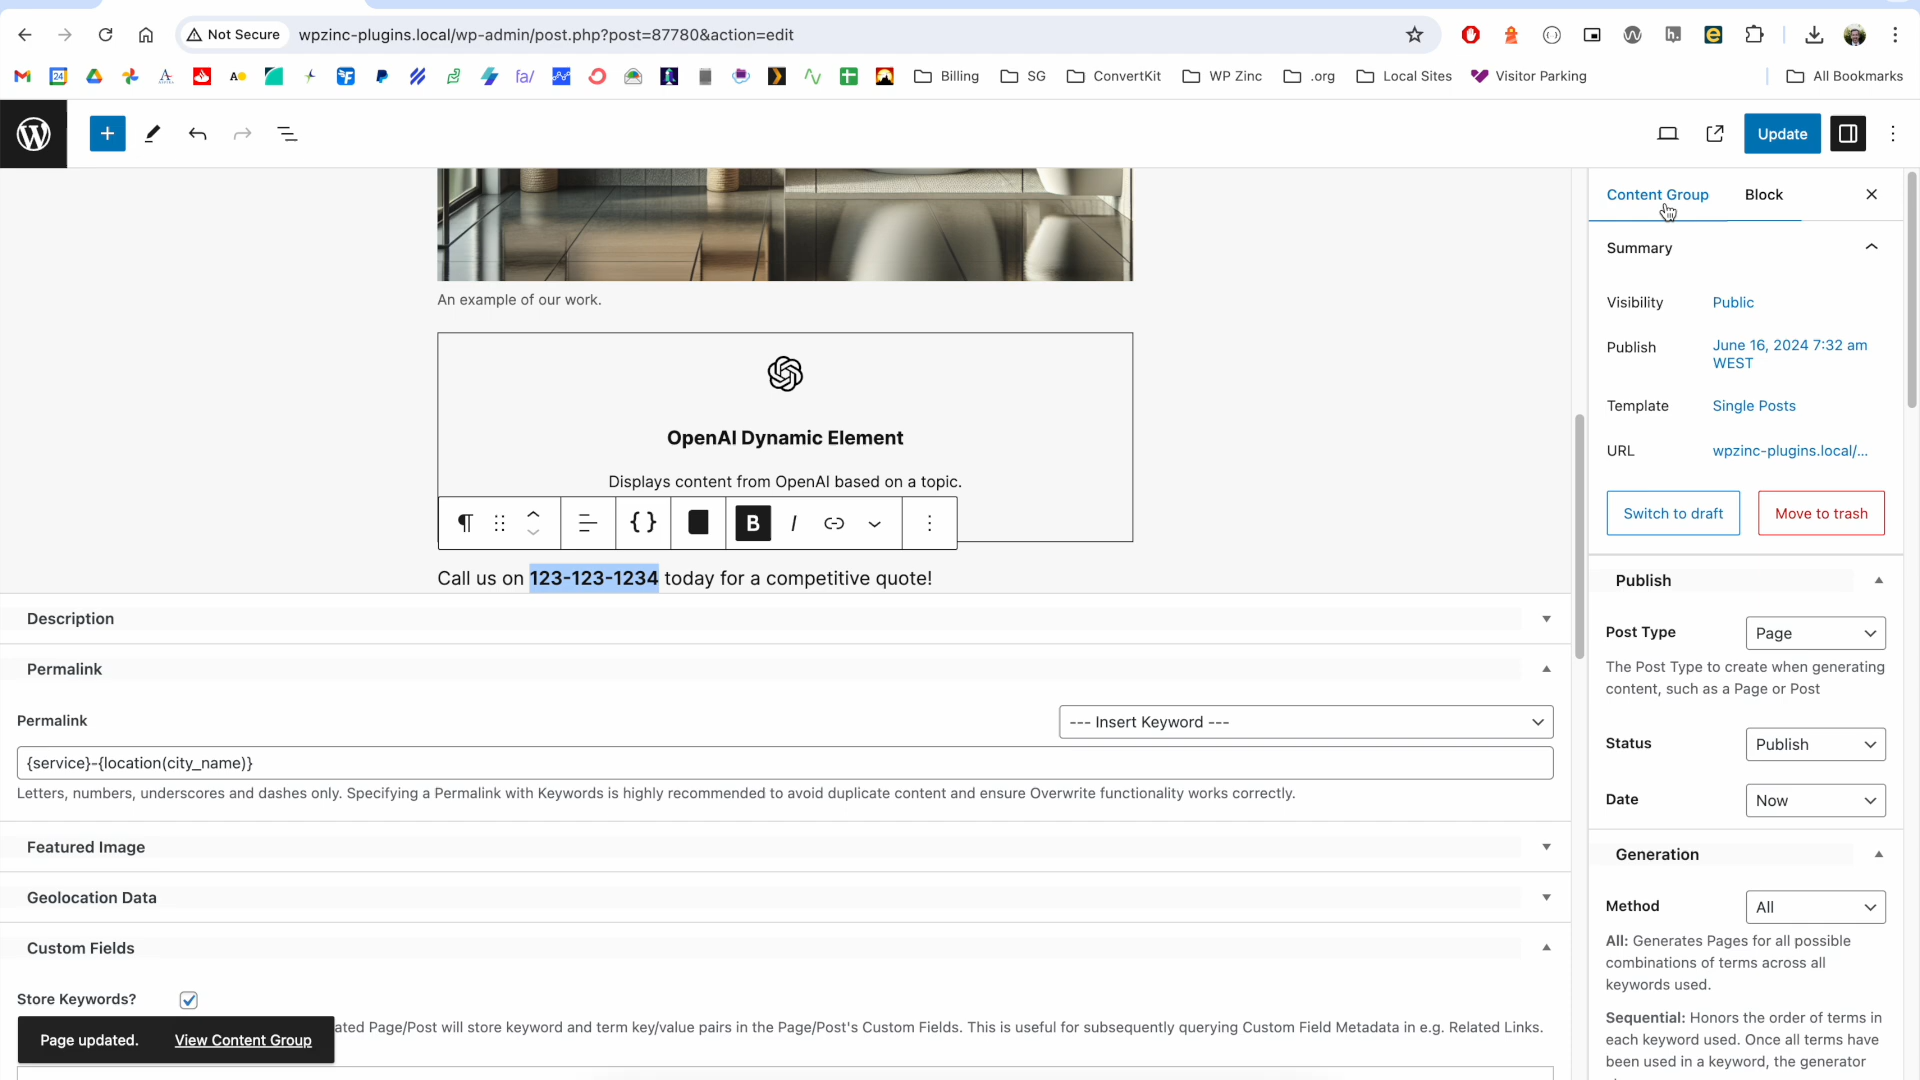 Not Secure
wpzinc-plugins.local/wp-admin/post.php?post=87780&action=edit
Billing
SG
ConvertKit
WP Zinc
.org
Local Sites
Visitor Parking
All Bookmarks
Update
Content Group
Block
Summary
Visibility
Public
Publish
June 16, 2024 7:32 am
WEST
Template
Single Posts
URL
wpzinc-plugins.local/...
Switch to draft
Move to trash
An example of our work.
OpenAI Dynamic Element
Displays content from OpenAI based on a topic.
B
I
Call us on 123-123-1234 today for a competitive quote!
Description
Permalink
Permalink
--- Insert Keyword ---
{service}-{location(city_name)}
Letters, numbers, underscores and dashes only. Specifying a Permalink with Keywords is highly recommended to avoid duplicate content and ensure Overwrite functionality works correctly.
Featured Image
Geolocation Data
Custom Fields
Store Keywords?
ated Page/Post will store keyword and term key/value pairs in the Page/Post's Custom Fields. This is useful for subsequently querying Custom Field Metadata in e.g. Related Links.
Page updated.
View Content Group
Publish
Post Type
Page
The Post Type to create when generating
content, such as a Page or Post
Status
Publish
Date
Now
Generation
Method
All
All: Generates Pages for all possible
combinations of terms across all
keywords used.
Sequential: Honors the order of terms in
each keyword used. Once all terms have
been used in a keyword, the generator